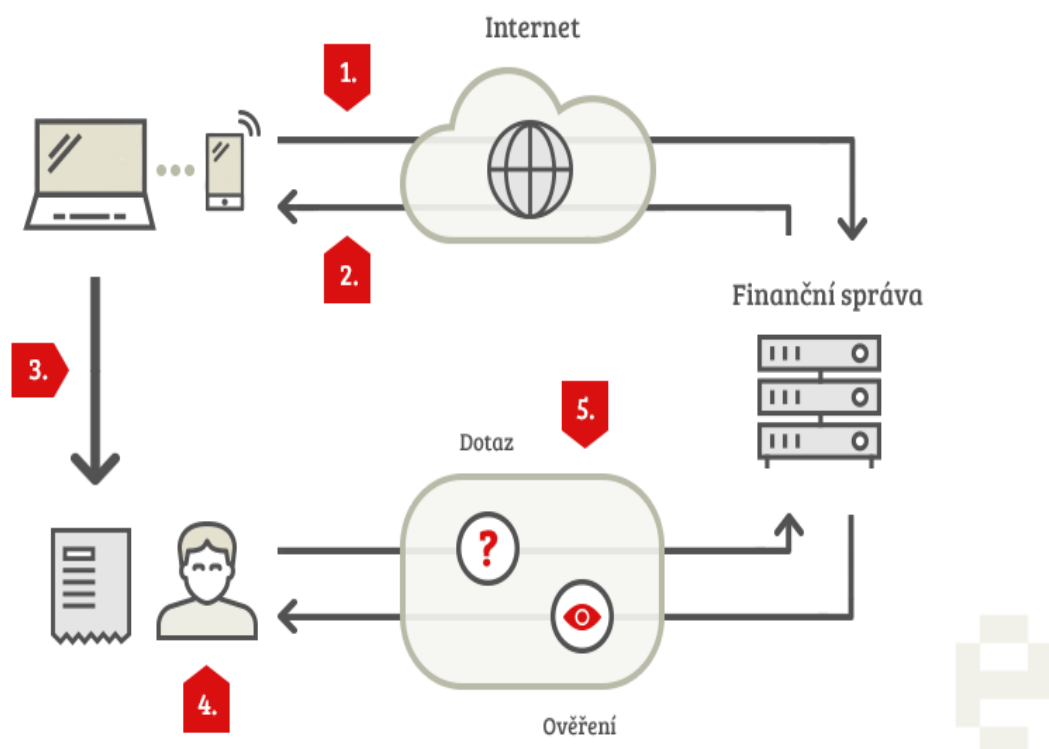 Internet
1.
2.
Finanční správa
3.
5.
Dotaz
?
4.
Ověření